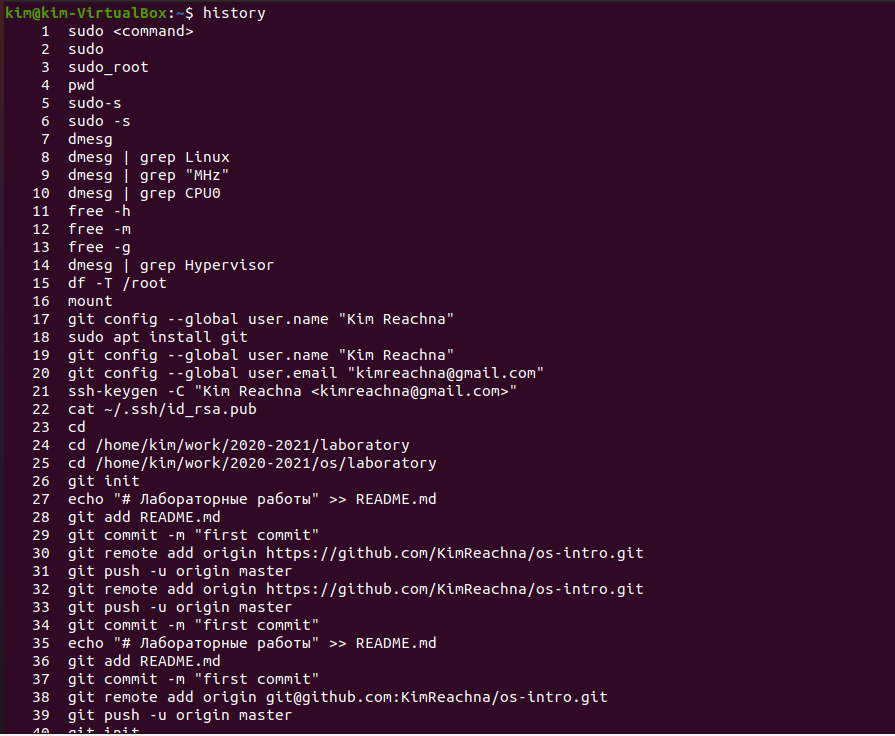 kim@kim-VirtualBox:~$ history
1 sudo <command>
2 sudo
3 sudo_root
4 pwd
5 sudo-s
6 sudo -s
7 dmesg
8 dmesg | grep Linux
9 dmesg | grep "MHz"
10 dmesg | grep CPU0
11 free -h
12 free -m
13 free -g
14 dmesg | grep Hypervisor
15 df -T /root
16 mount
17 git config --global user.name "Kim Reachna"
18 sudo apt install git
19 git config --global user.name "Kim Reachna"
20 git config --global user.email "kimreachna@gmail.com"
21 ssh-keygen -C "Kim Reachna <kimreachna@gmail.com>"
22 cat ~/.ssh/id_rsa.pub
23 cd
24 cd /home/kim/work/2020-2021/laboratory
25 cd /home/kim/work/2020-2021/os/laboratory
26 git init
27 echo "# Лабораторные работы" >> README.md
28 git add README.md
29 git commit -m "first commit"
30 git remote add origin https://github.com/KimReachna/os-intro.git
31 git push -u origin master
32 git remote add origin https://github.com/KimReachna/os-intro.git
33 git push -u origin master
34 git commit -m "first commit"
35 echo "# Лабораторные работы" >> README.md
36 git add README.md
37 git commit -m "first commit"
38 git remote add origin git@github.com:KimReachna/os-intro.git
39 git push -u origin master
40 git init